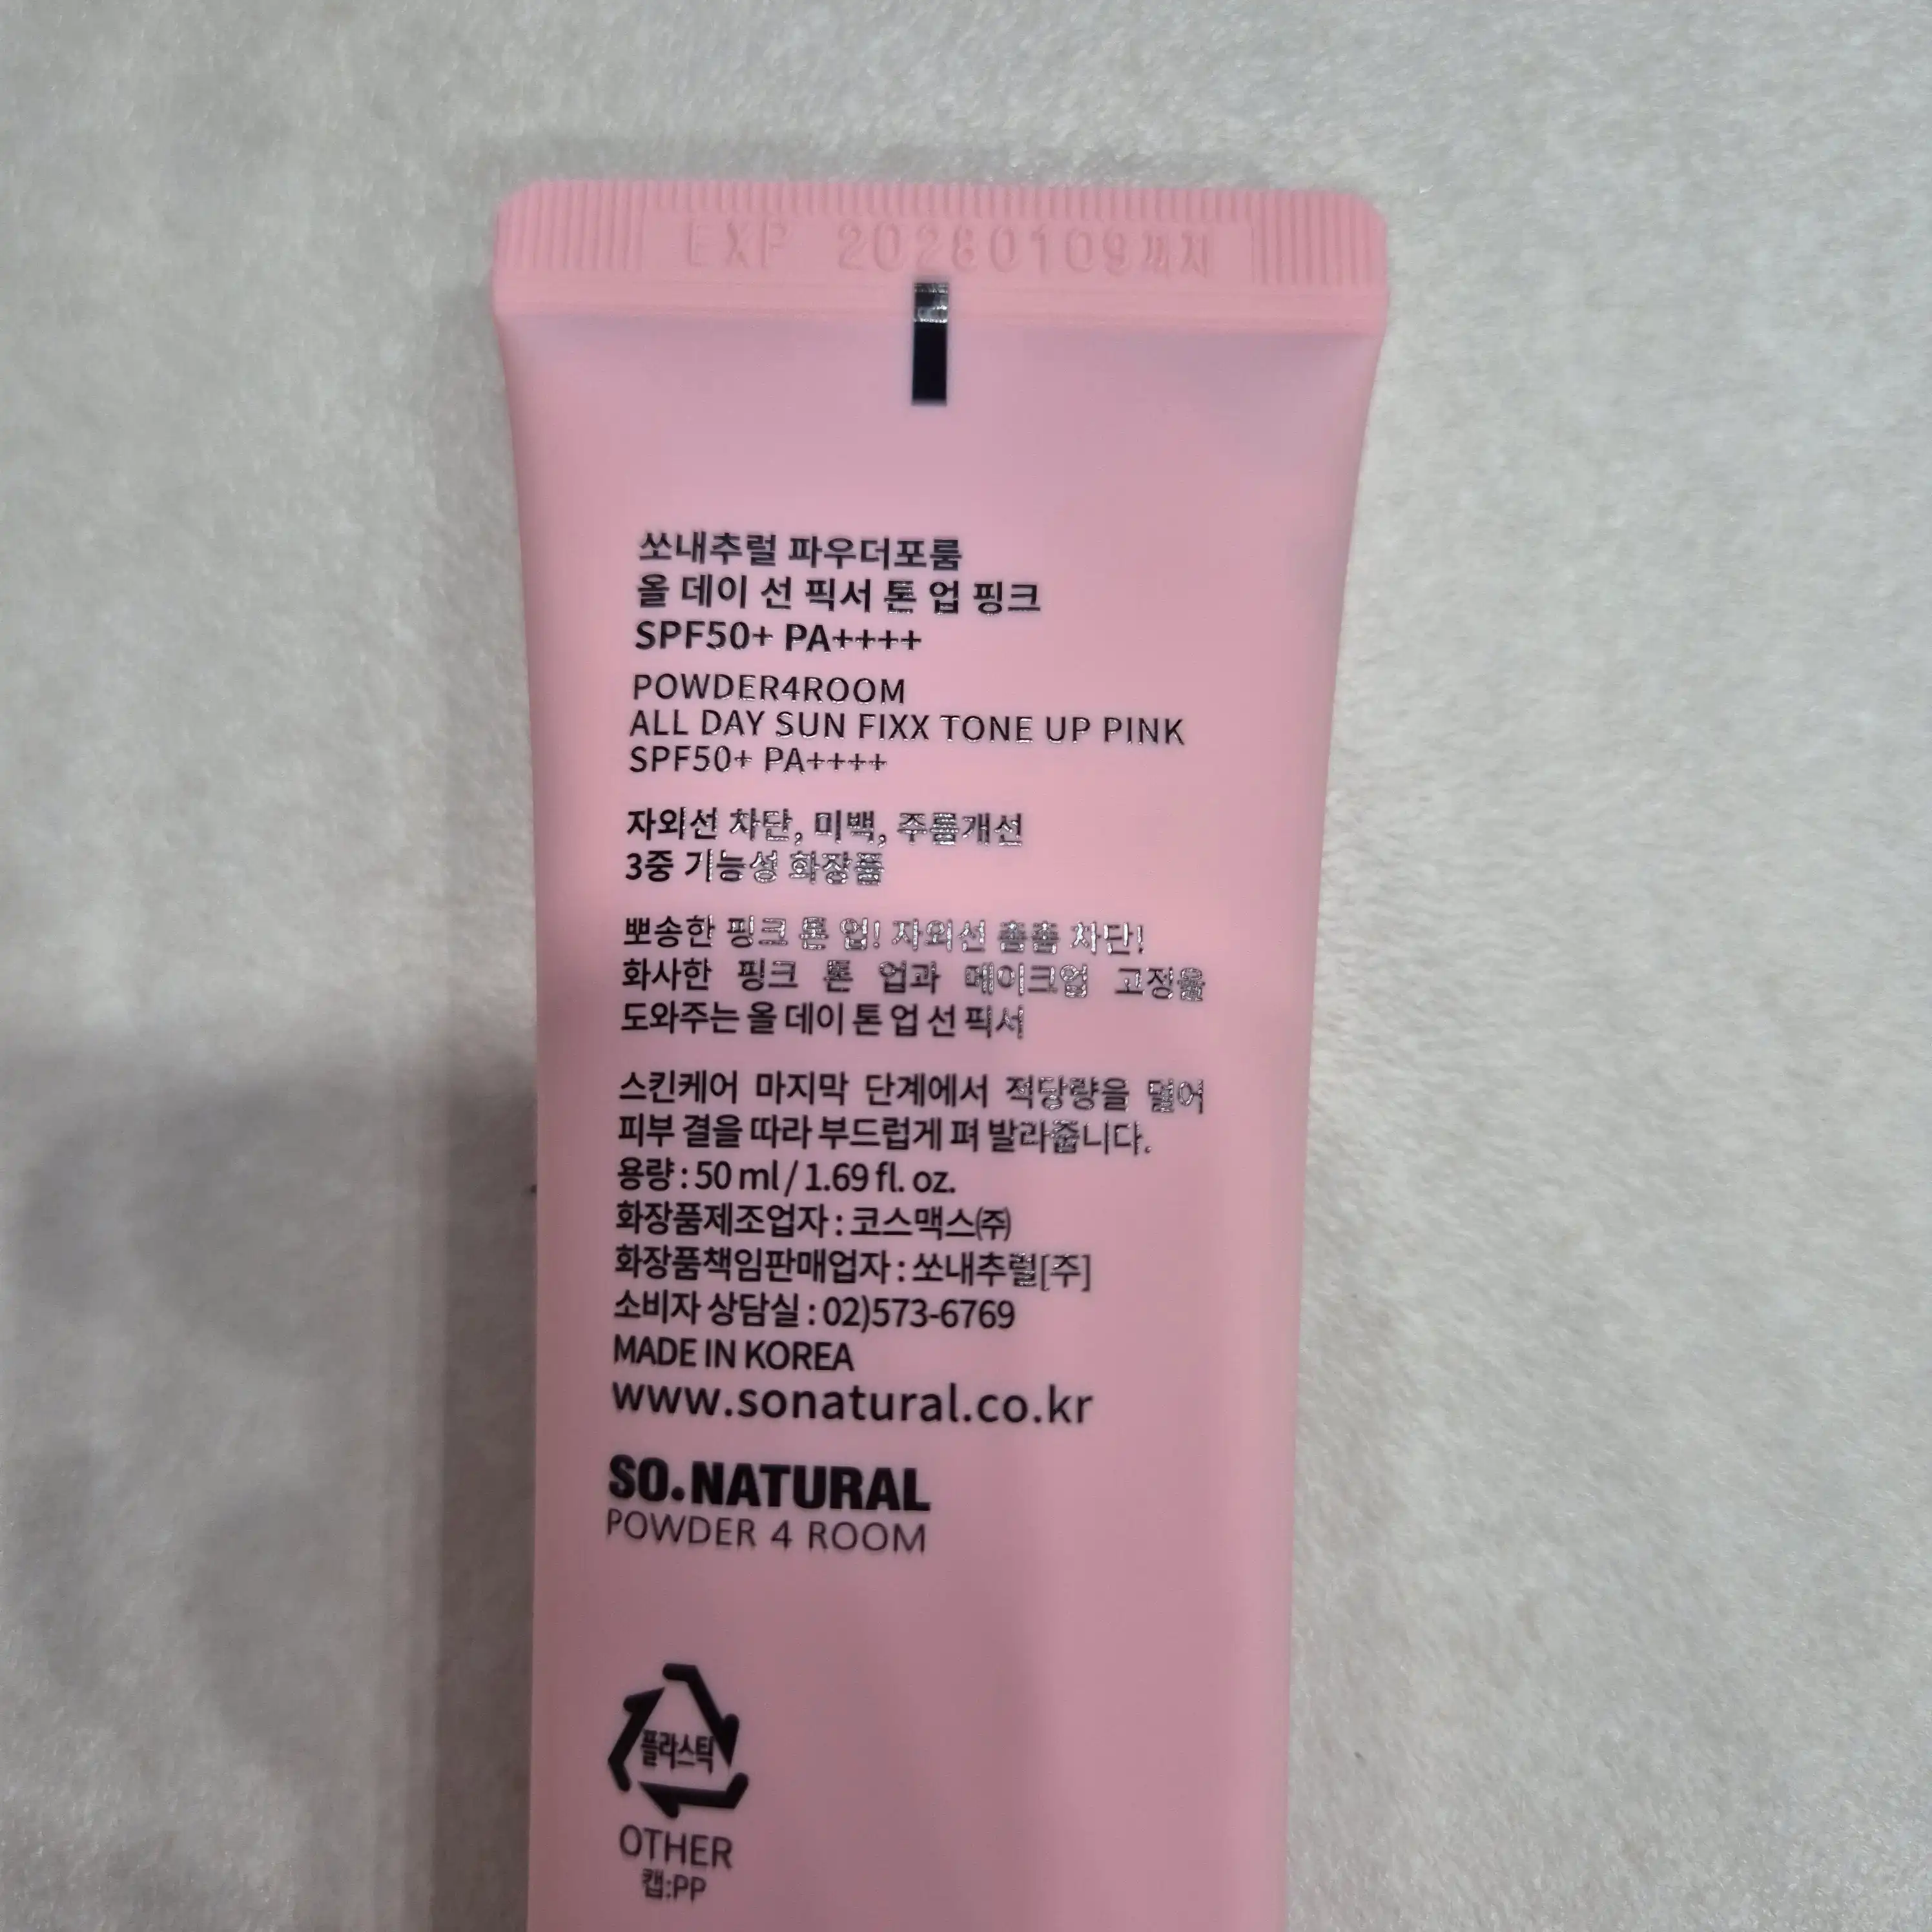 EXP 20280109까지
쏘내추럴 파우더포룸
올 데이 선 픽서 톤 업 핑크
SPF50+ PA++++
POWDER4ROOM
ALL DAY SUN FIXX TONE UP PINK
SPF50+ PA++++
자외선 차단, 미백, 주름개선
3중 기능성 화장품
뽀송한 핑크 톤 업! 자외선 촘촘 차단!
화사한 핑크 톤 업과 메이크업 고정을
도와주는 올 데이 톤 업 선 픽서
스킨케어 마지막 단계에서 적당량을 덜어
피부 결을 따라 부드럽게 펴 발라줍니다.
용량 : 50 ml / 1.69 fl. oz.
화장품제조업자 : 코스맥스㈜
화장품책임판매업자 : 쏘내추럴[주]
소비자 상담실 : 02)573-6769
MADE IN KOREA
www.sonatural.co.kr
SO.NATURAL
POWDER 4 ROOM
플라스틱
OTHER
캡:PP